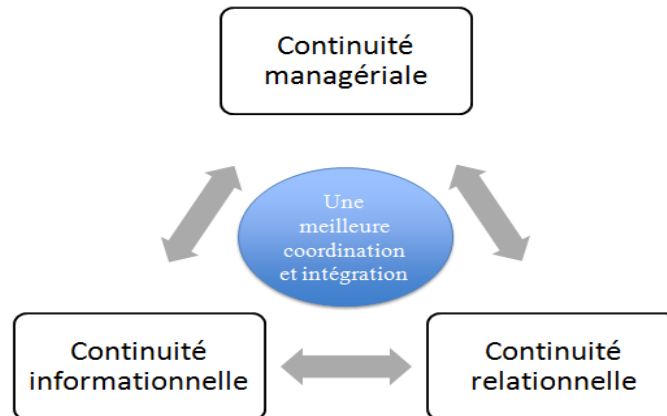 Continuité
managériale
Une
meilleure
coordination
et intégration
Continuité
informationnelle
Continuité
relationnelle